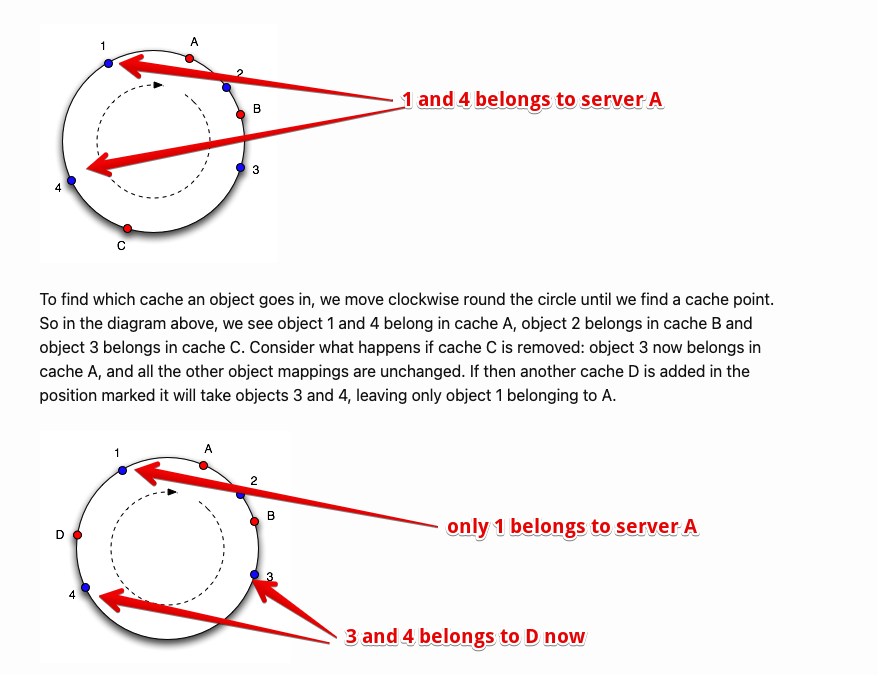 1
A
2
B
1 and 4 belongs to server A
3
4
C
To find which cache an object goes in, we move clockwise round the circle until we find a cache point.
So in the diagram above, we see object 1 and 4 belong in cache A, object 2 belongs in cache B and
object 3 belongs in cache C. Consider what happens if cache C is removed: object 3 now belongs in
cache A, and all the other object mappings are unchanged. If then another cache D is added in the
position marked it will take objects 3 and 4, leaving only object 1 belonging to A.
1
A
2
B
only 1 belongs to server A
D
3
4
3 and 4 belongs to D now